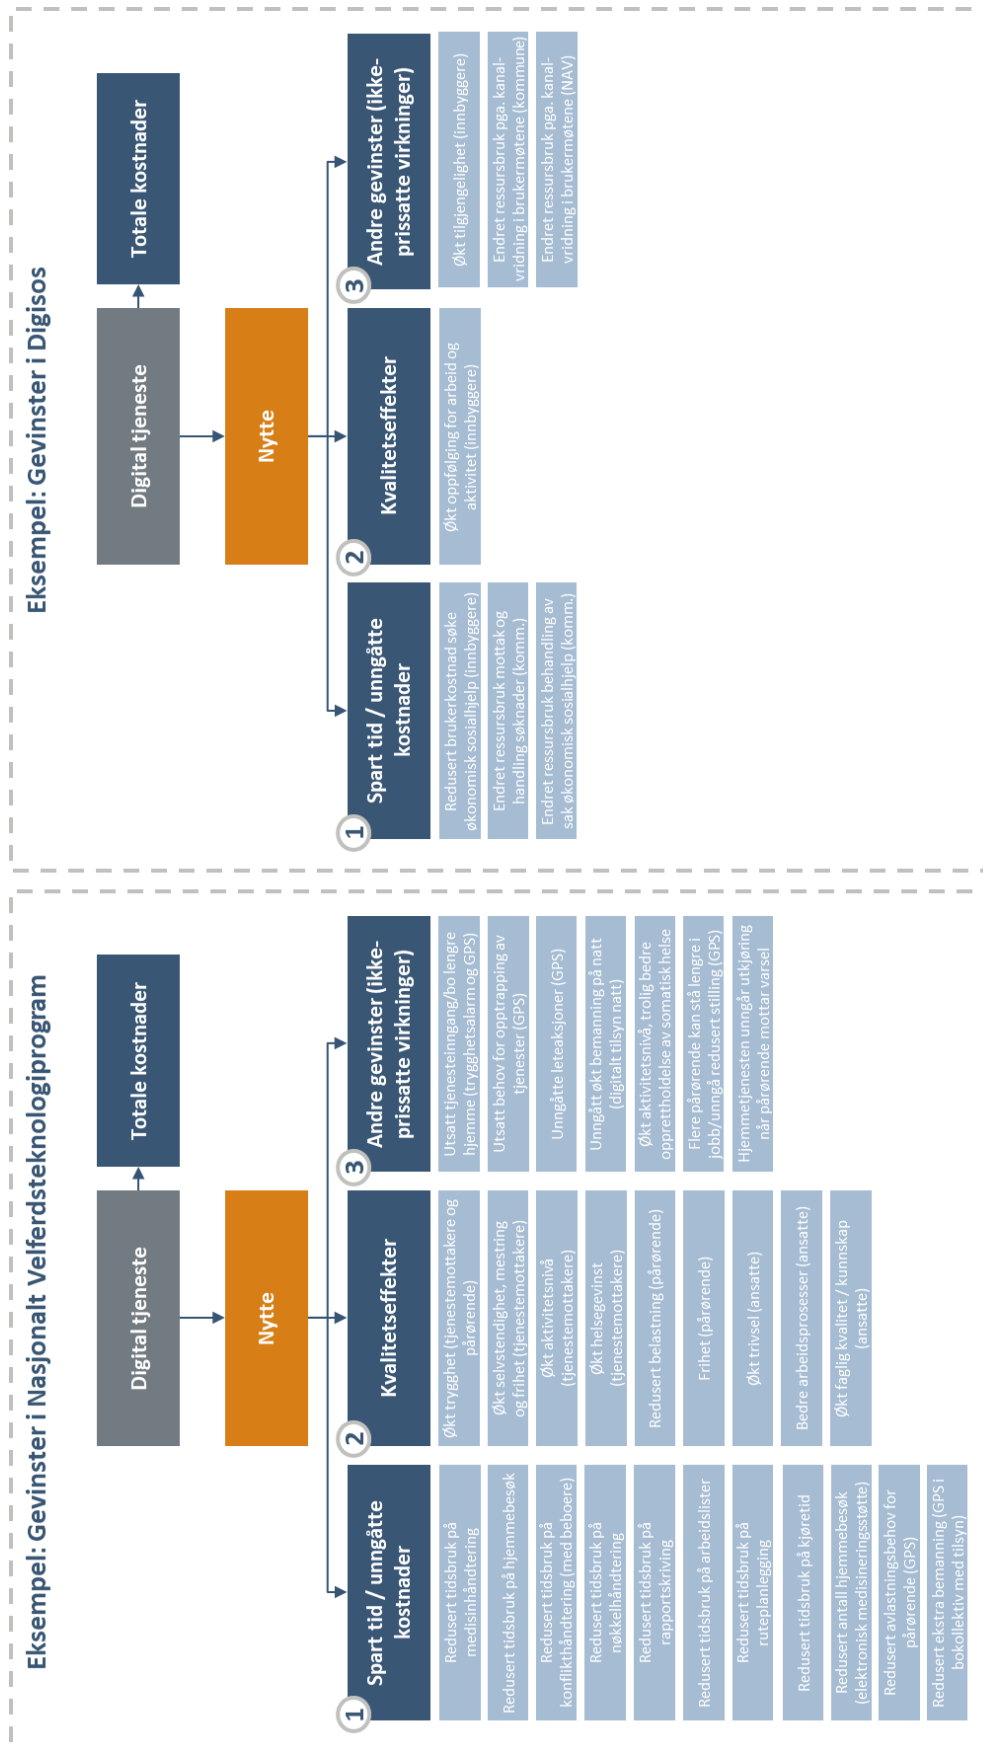 Eksempel: Gevinster i Nasjonalt Velferdsteknologiprogram
Digital tjeneste
Totale kostnader
Nytte
1
Spart tid / unngåtte
kostnader
Redusert tidsbruk på
medisinhåndtering
Redusert tidsbruk på hjemmebesøk
Redusert tidsbruk på
konflikthåndtering (med beboere)
Redusert tidsbruk på
nøkkelhåndtering
Redusert tidsbruk på
rapportskriving
Redusert tidsbruk på arbeidslister
Redusert tidsbruk på
ruteplanlegging
Redusert tidsbruk på kjøretid
Redusert antall hjemmebesøk
(elektronisk medisineringsstøtte)
Redusert avlastningsbehov for
pårørende (GPS)
Redusert ekstra bemanning (GPS i
bokollektiv med tilsyn)
2
Kvalitetseffekter
Økt trygghet (tjenestemottakere og
pårørende)
Økt selvstendighet, mestring
og frihet (tjenestemottakere)
Økt aktivitetsnivå
(tjenestemottakere)
Økt helsegevinst
(tjenestemottakere)
Redusert belastning (pårørende)
Frihet (pårørende)
Økt trivsel (ansatte)
Bedre arbeidsprosesser (ansatte)
Økt faglig kvalitet / kunnskap
(ansatte)
3
Andre gevinster (ikke-
prissatte virkninger)
Utsatt tjenesteinngang/bo lengre
hjemme (trygghetsalarm og GPS)
Utsatt behov for opptrapping av
tjenester (GPS)
Unngåtte leteaksjoner (GPS)
Unngått økt bemanning på natt
(digitalt tilsyn natt)
Økt aktivitetsnivå, trolig bedre
opprettholdelse av somatisk helse
Flere pårørende kan stå lengre i
jobb/unngå redusert stilling (GPS)
Hjemmetjenesten unngår utkjøring
når pårørende mottar varsel
Eksempel: Gevinster i Digisos
Digital tjeneste
Totale kostnader
Nytte
1
Spart tid / unngåtte
kostnader
Redusert brukerkostnad søke
økonomisk sosialhjelp (innbyggere)
Endret ressursbruk mottak og
handling søknader (komm.)
Endret ressursbruk behandling av
sak økonomisk sosialhjelp (komm.)
2
Kvalitetseffekter
Økt oppfølging for arbeid og
aktivitet (innbyggere)
3
Andre gevinster (ikke-
prissatte virkninger)
Økt tilgjengelighet (innbyggere)
Endret ressursbruk pga. kanal-
vridning i brukermøtene (kommune)
Endret ressursbruk pga. kanal-
vridning i brukermøtene (NAV)